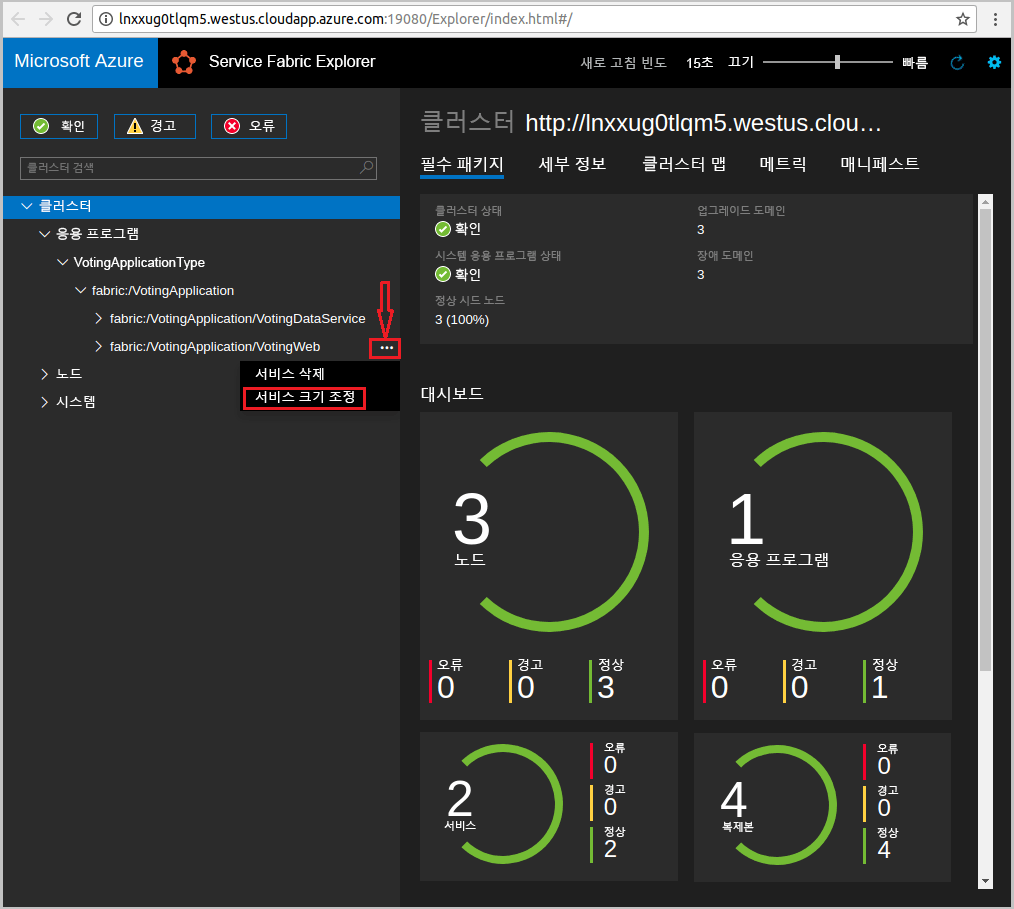 lnxxug0tlqm5.westus.cloudapp.azure.com:19080/Explorer/index.html#/
Microsoft Azure
Service Fabric Explorer
새로 고침 빈도 15초 끄기 빠름
확인 경고 오류
클러스터 검색
클러스터
응용 프로그램
VotingApplicationType
fabric:/VotingApplication
fabric:/VotingApplication/VotingDataService
fabric:/VotingApplication/VotingWeb
서비스 삭제
서비스 크기 조정
노드
시스템
클러스터 http://lnxxug0tlqm5.westus.clou…
필수 패키지 세부 정보 클러스터 맵 메트릭 매니페스트
클러스터 상태
확인
시스템 응용 프로그램 상태
확인
정상 시드 노드
3 (100%)
업그레이드 도메인
3
장애 도메인
3
대시보드
3
노드
오류 경고 정상
0 0 3
1
응용 프로그램
오류 경고 정상
0 0 1
2
서비스
오류
0
경고
0
정상
2
4
복제본
오류
0
경고
0
정상
4